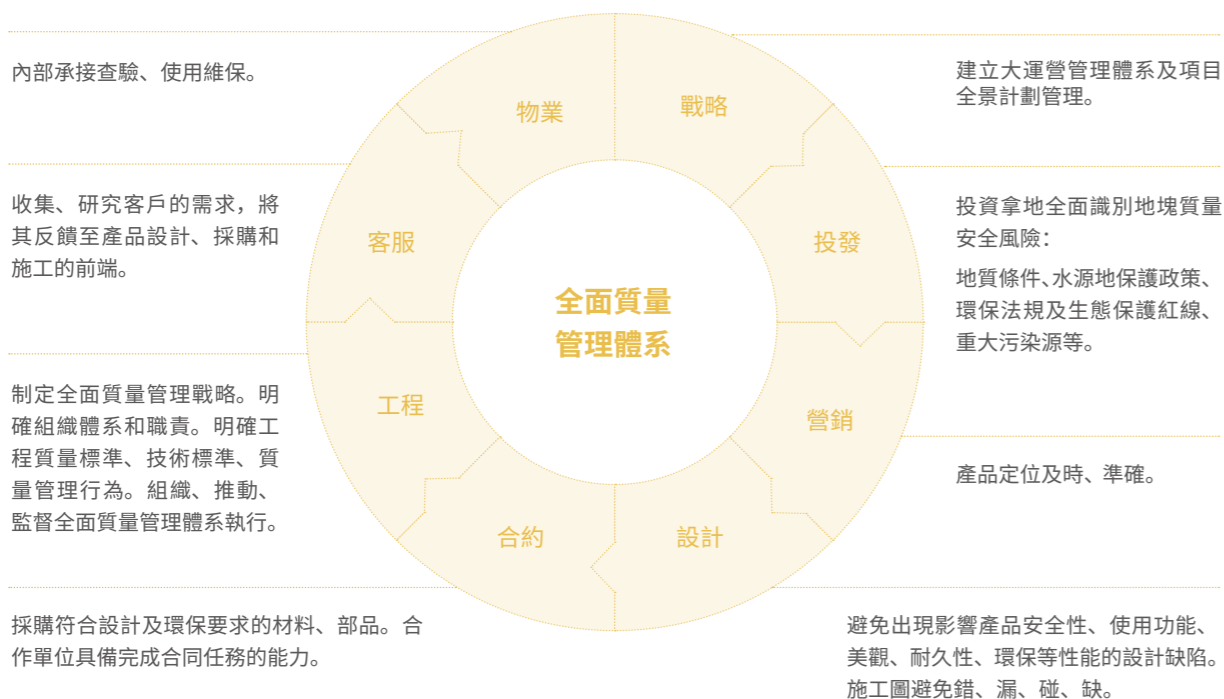 內部承接查驗、使用維保。
收集、研究客戶的需求，將
其反饋至產品設計、採購和
施工的前端。
制定全面質量管理戰略。明
確組織體系和職責。明確工
程質量標準、技術標準、質
量管理行為。組織、推動、
監督全面質量管理體系執行。
採購符合設計及環保要求的材料、部品。合
作單位具備完成合同任務的能力。
物業
戰略
客服
投發
全面質量
管理體系
工程
營銷
合約
設計
建立大運營管理體系及項目
全景計劃管理。
投資拿地全面識別地塊質量
安全風險：
地質條件、水源地保護政策、
環保法規及生態保護紅線、
重大污染源等。
產品定位及時、準確。
避免出現影響產品安全性、使用功能、
美觀、耐久性、環保等性能的設計缺陷。
施工圖避免錯、漏、碰、缺。